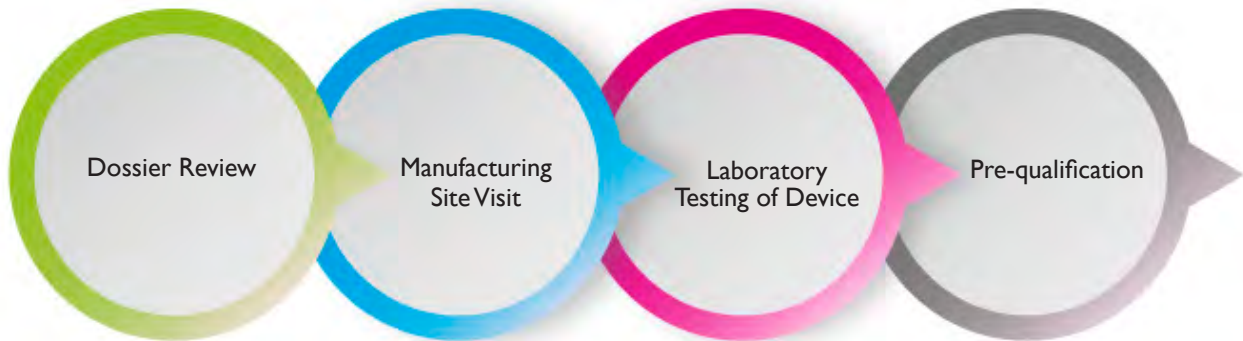 Dossier Review
Manufacturing
Site Visit
Laboratory
Testing of Device
Pre-qualification